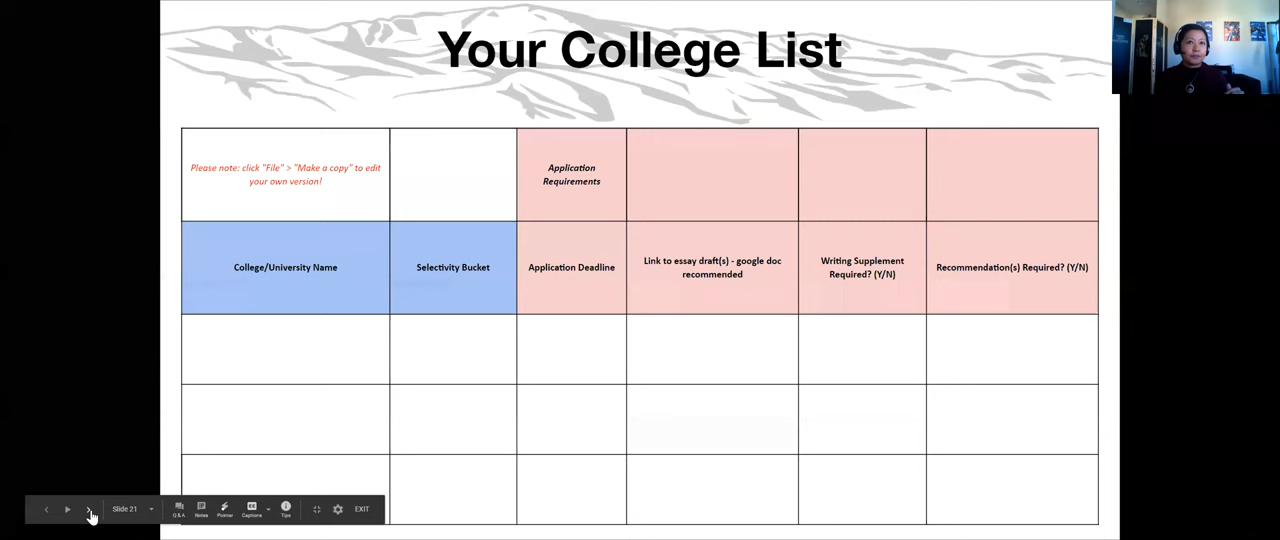 Your College List
Please note: click "File" > "Make a copy" to edit
your own version!
Application
Requirements
College/University Name
Selectivity Bucket
Application Deadline
Link to essay draft(s) - google doc
recommended
Writing Supplement
Required? (Y/N)
Recommendation(s) Required? (Y/N)
Slide 21
Q & A
Notes
Pointer
CC
Captions
Tips
EXIT